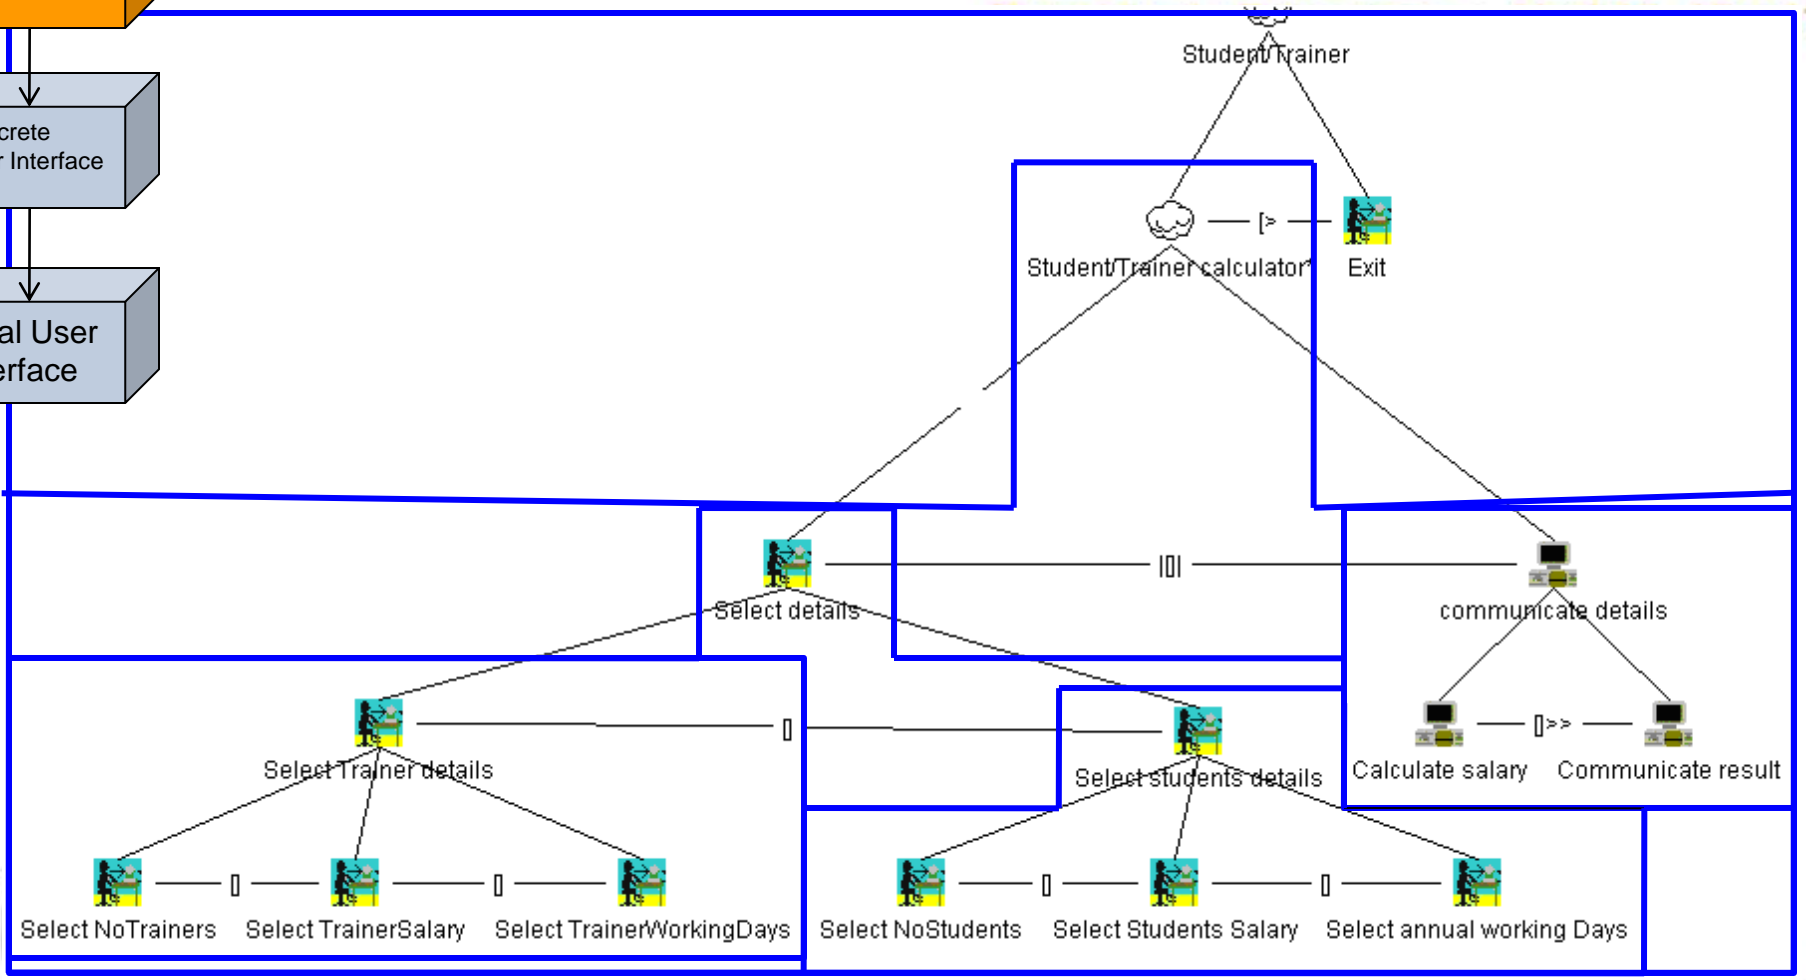 Student/Trainer
crete
r Interface
[>
Student/Trainer calculator*
Exit
al User
erface
|[]|
Select details
communicate details
[]
[]>>
Select Trainer details
Select students details
Calculate salary
Communicate result
[]
[]
[]
[]
Select NoTrainers
Select TrainerSalary
Select TrainerWorkingDays
Select NoStudents
Select Students Salary
Select annual working Days